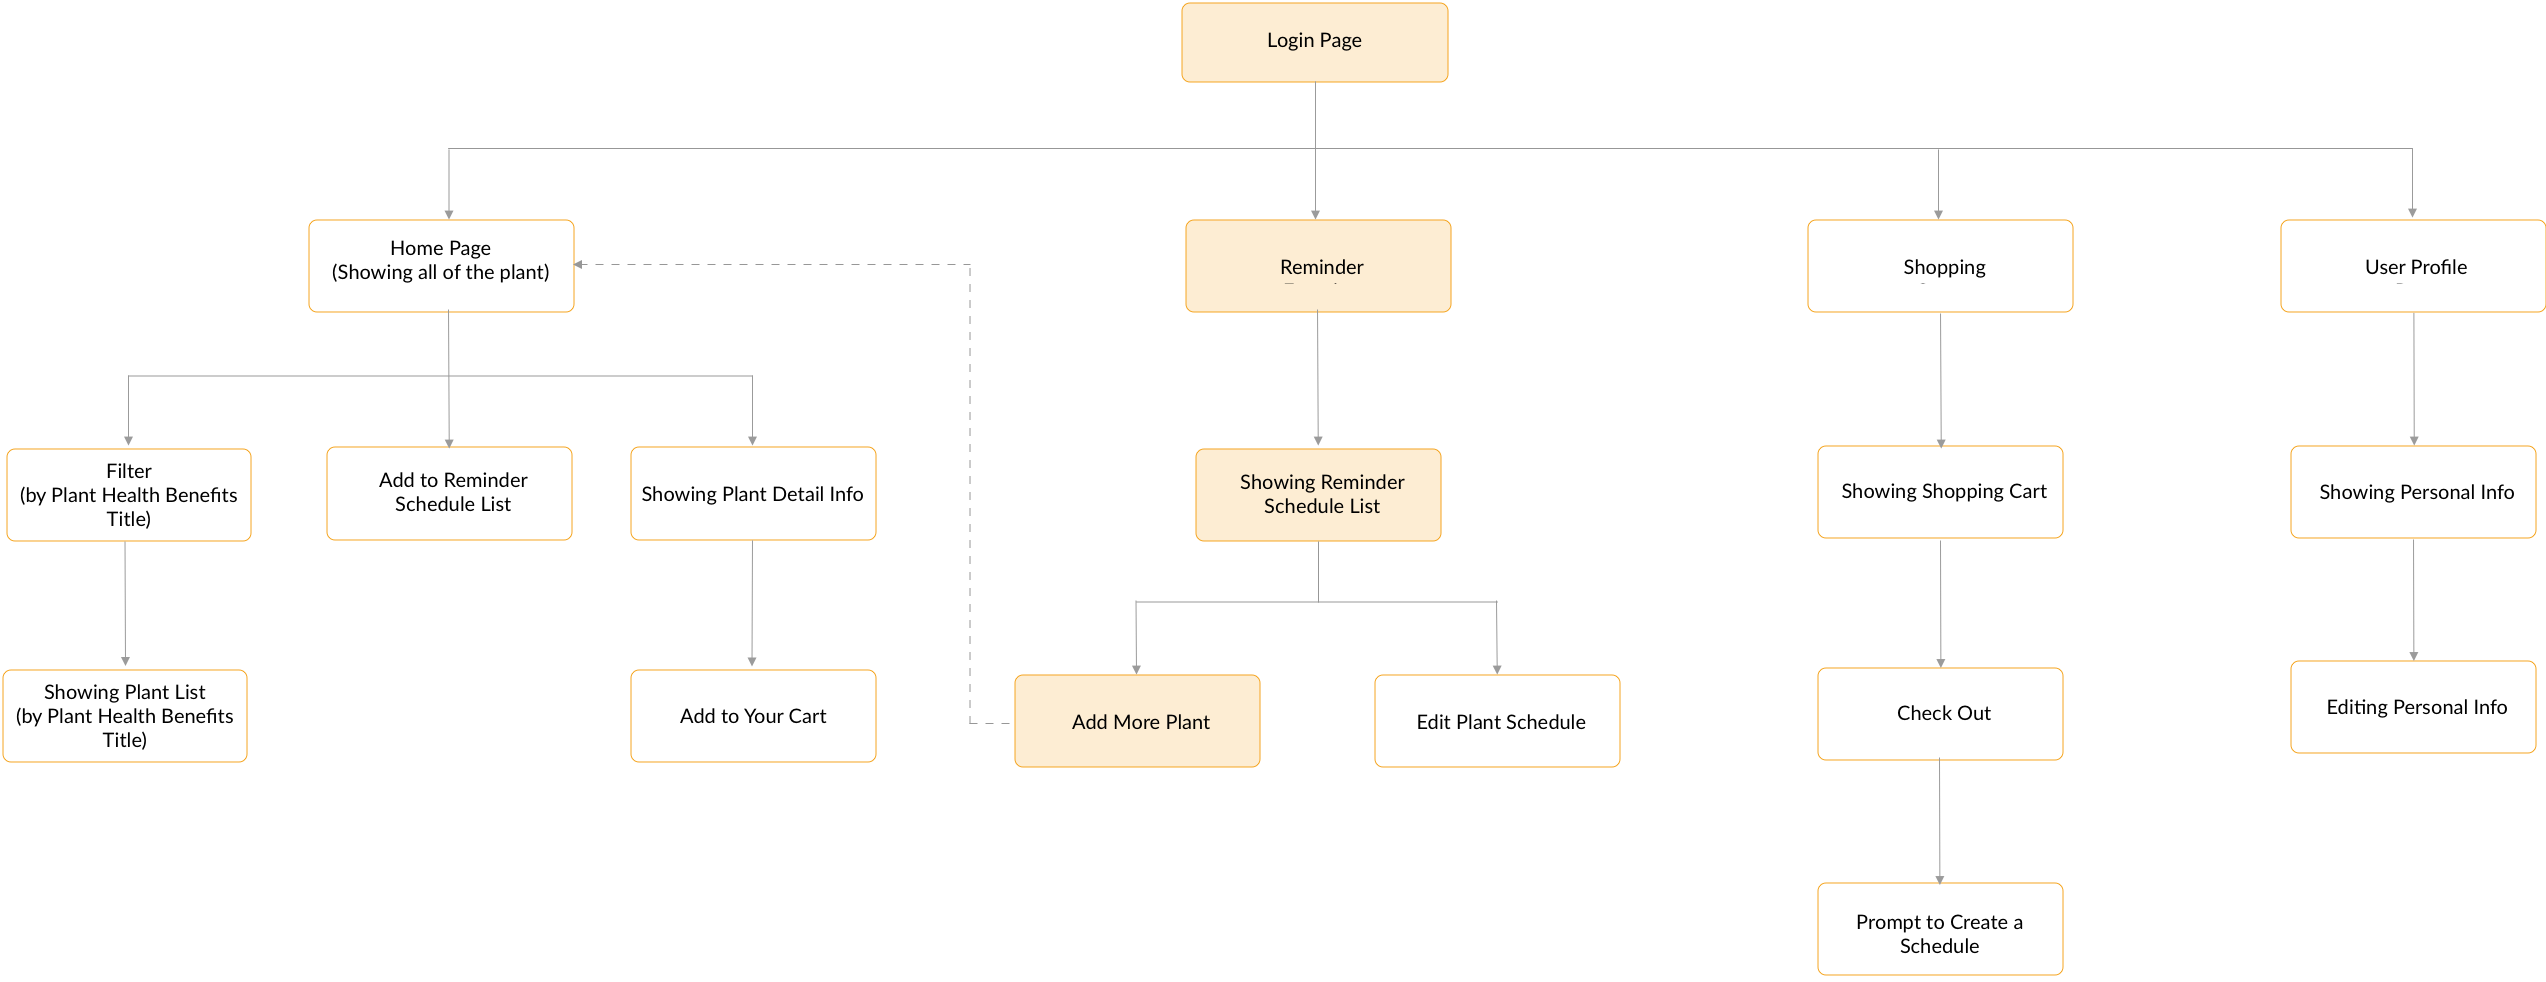 Login Page
Home Page
(Showing all of the plant)
Reminder
Shopping
User Profile
Filter
(by Plant Health Benefits
Title)
Add to Reminder
Schedule List
Showing Plant Detail Info
Showing Reminder
Schedule List
Showing Shopping Cart
Showing Personal Info
Showing Plant List
(by Plant Health Benefits
Title)
Add to Your Cart
Add More Plant
Edit Plant Schedule
Check Out
Editing Personal Info
Prompt to Create a
Schedule